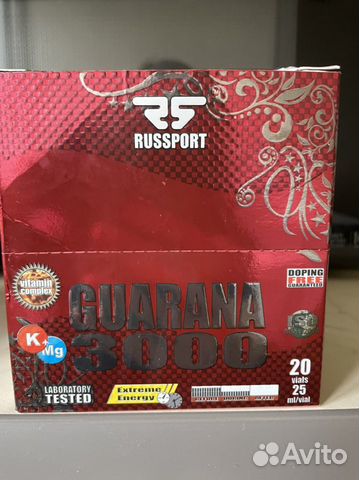 RS
RUSSPORT
vitamin
complex
DOPING
FREE
GUARANTEED
GUARANA
3000
K+
Mg
LABORATORY
TESTED
Extreme
Energy
20
vials
25
ml/vial
Avito